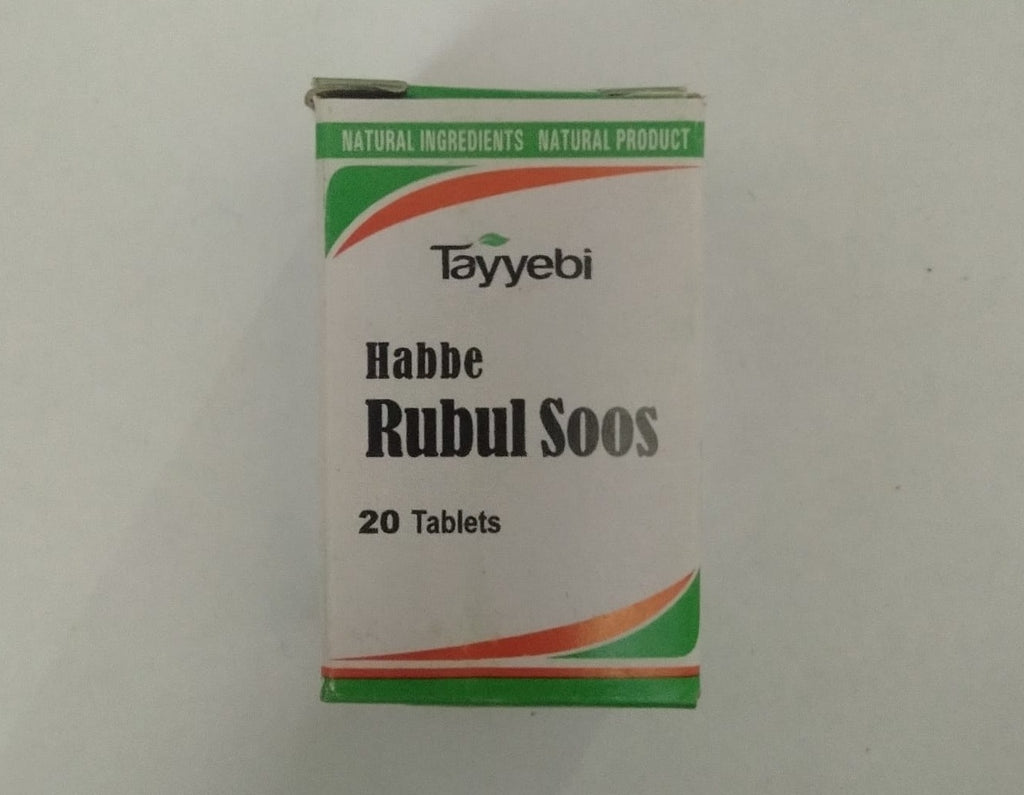 NATURAL INGREDIENTS NATURAL PRODUCT
Tayyebi
Habbe
Rubul Soos
20 Tablets